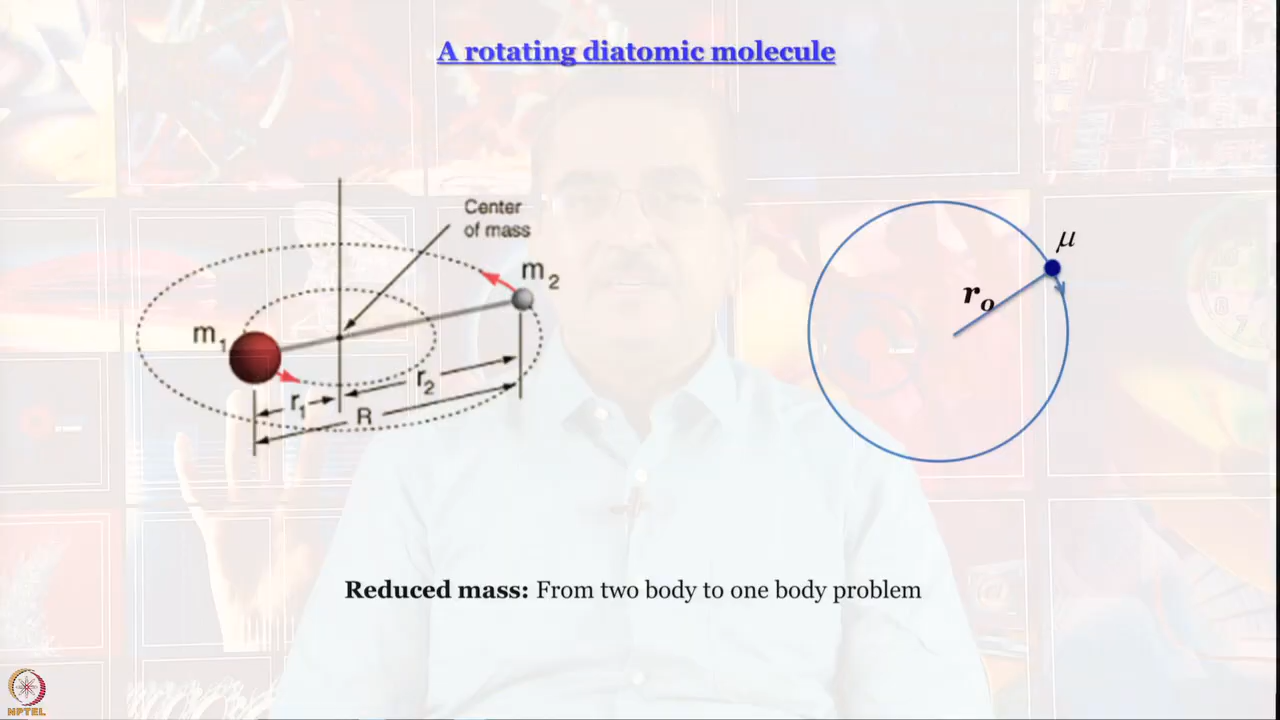 A rotating diatomic molecule
Center
of mass
m₂
m₁
r₁
r₂
R
μ
rₒ
Reduced mass: From two body to one body problem
NPTEL